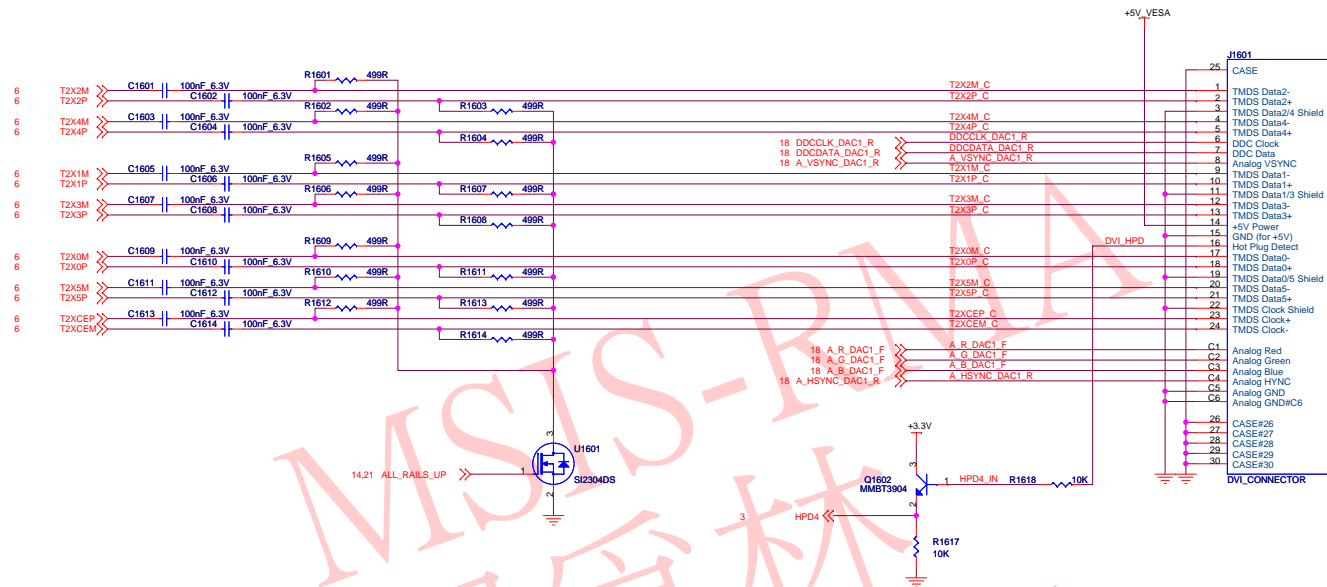 +5V_VESA
J1601
R1601 499R
25 CASE
6 T2X2M C1601 100nF_6.3V T2X2M_C 1 TMDS Data2-
6 T2X2P C1602 100nF_6.3V T2X2P_C 2 TMDS Data2+
R1602 499R R1603 499R 3 TMDS Data2/4 Shield
6 T2X4M C1603 100nF_6.3V T2X4M_C 4 TMDS Data4-
6 T2X4P C1604 100nF_6.3V T2X4P_C 5 TMDS Data4+
R1604 499R 18 DDCCLK_DAC1_R DDCCLK_DAC1_R 6 DDC Clock
18 DDCDATA_DAC1_R DDCDATA_DAC1_R 7 DDC Data
R1605 499R 18 A_VSYNC_DAC1_R A_VSYNC_DAC1_R 8 Analog VSYNC
6 T2X1M C1605 100nF_6.3V T2X1M_C 9 TMDS Data1-
6 T2X1P C1606 100nF_6.3V T2X1P_C 10 TMDS Data1+
R1606 499R R1607 499R 11 TMDS Data1/3 Shield
6 T2X3M C1607 100nF_6.3V T2X3M_C 12 TMDS Data3-
6 T2X3P C1608 100nF_6.3V T2X3P_C 13 TMDS Data3+
R1608 499R 14 +5V Power
15 GND (for +5V)
R1609 499R DVI_HPD 16 Hot Plug Detect
6 T2X0M C1609 100nF_6.3V T2X0M_C 17 TMDS Data0-
6 T2X0P C1610 100nF_6.3V T2X0P_C 18 TMDS Data0+
R1610 499R R1611 499R 19 TMDS Data0/5 Shield
6 T2X5M C1611 100nF_6.3V T2X5M_C 20 TMDS Data5-
6 T2X5P C1612 100nF_6.3V T2X5P_C 21 TMDS Data5+
R1612 499R R1613 499R 22 TMDS Clock Shield
6 T2XCEP C1613 100nF_6.3V T2XCEP_C 23 TMDS Clock+
6 T2XCEM C1614 100nF_6.3V T2XCEM_C 24 TMDS Clock-
R1614 499R
18 A_R_DAC1_F A_R_DAC1_F C1 Analog Red
18 A_G_DAC1_F A_G_DAC1_F C2 Analog Green
18 A_B_DAC1_F A_B_DAC1_F C3 Analog Blue
18 A_HSYNC_DAC1_R A_HSYNC_DAC1_R C4 Analog HYNC
C5 Analog GND
C6 Analog GND#C6
26 CASE#26
27 CASE#27
28 CASE#28
29 CASE#29
30 CASE#30
DVI_CONNECTOR
+3.3V
3
U1601
14,21 ALL_RAILS_UP 1
SI2304DS
2
3
Q1602
MMBT3904
1 HPD4_IN R1618 10K
2
3 HPD4
R1617
10K
MSIS-RMA